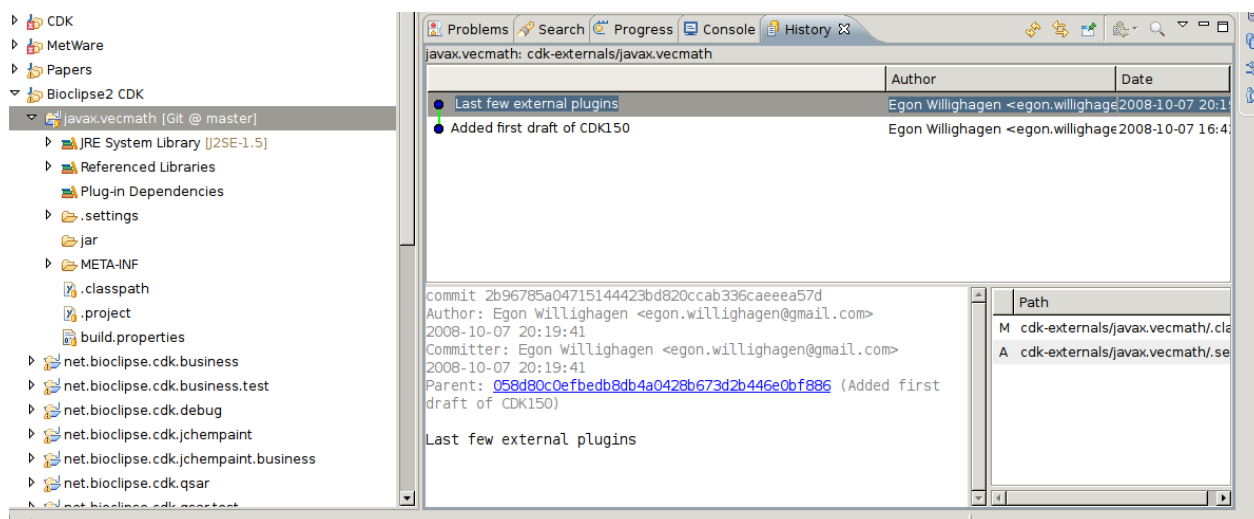 CDK
MetWare
Papers
Bioclipse2 CDK
javax.vecmath [Git @ master]
JRE System Library [J2SE-1.5]
Referenced Libraries
Plug-in Dependencies
.settings
jar
META-INF
.classpath
.project
build.properties
net.bioclipse.cdk.business
net.bioclipse.cdk.business.test
net.bioclipse.cdk.debug
net.bioclipse.cdk.jchempaint
net.bioclipse.cdk.jchempaint.business
net.bioclipse.cdk.qsar
net.bioclipse.cdk.qsar.test
Problems Search Progress Console History
javax.vecmath: cdk-externals/javax.vecmath
Author Date
Last few external plugins Egon Willighagen <egon.willighage 2008-10-07 20:1
Added first draft of CDK150 Egon Willighagen <egon.willighage 2008-10-07 16:4
commit 2b96785a04715144423bd820ccab336caeeea57d
Author: Egon Willighagen <egon.willighagen@gmail.com>
2008-10-07 20:19:41
Committer: Egon Willighagen <egon.willighagen@gmail.com>
2008-10-07 20:19:41
Parent: 058d80c0efbedb8db4a0428b673d2b446e0bf886 (Added first
draft of CDK150)
Last few external plugins
Path
M cdk-externals/javax.vecmath/.cla
A cdk-externals/javax.vecmath/.se